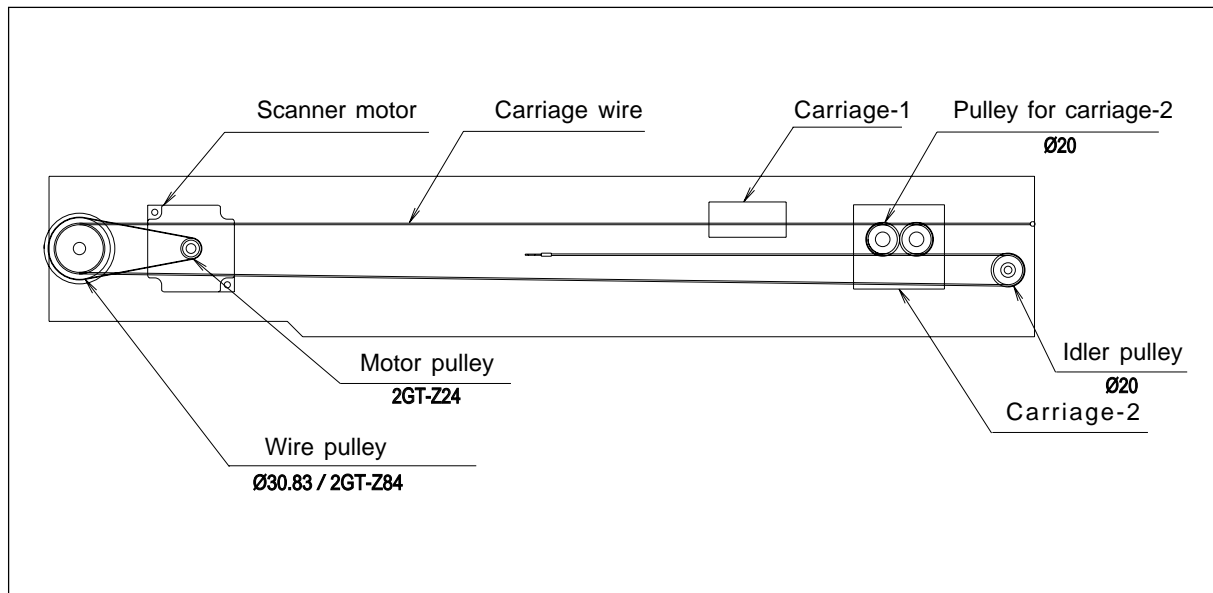 Scanner motor
Carriage wire
Carriage-1
Pulley for carriage-2
Ø20
Motor pulley
2GT-Z24
Idler pulley
Ø20
Carriage-2
Wire pulley
Ø30.83 / 2GT-Z84